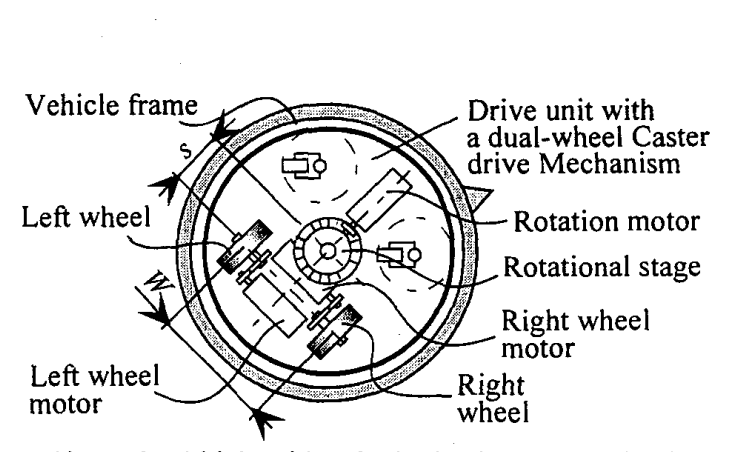 Vehicle frame
Drive unit with
a dual-wheel Caster
drive Mechanism
s
Left wheel
Rotation motor
Rotational stage
W
Right wheel
motor
Left wheel
motor
Right
wheel